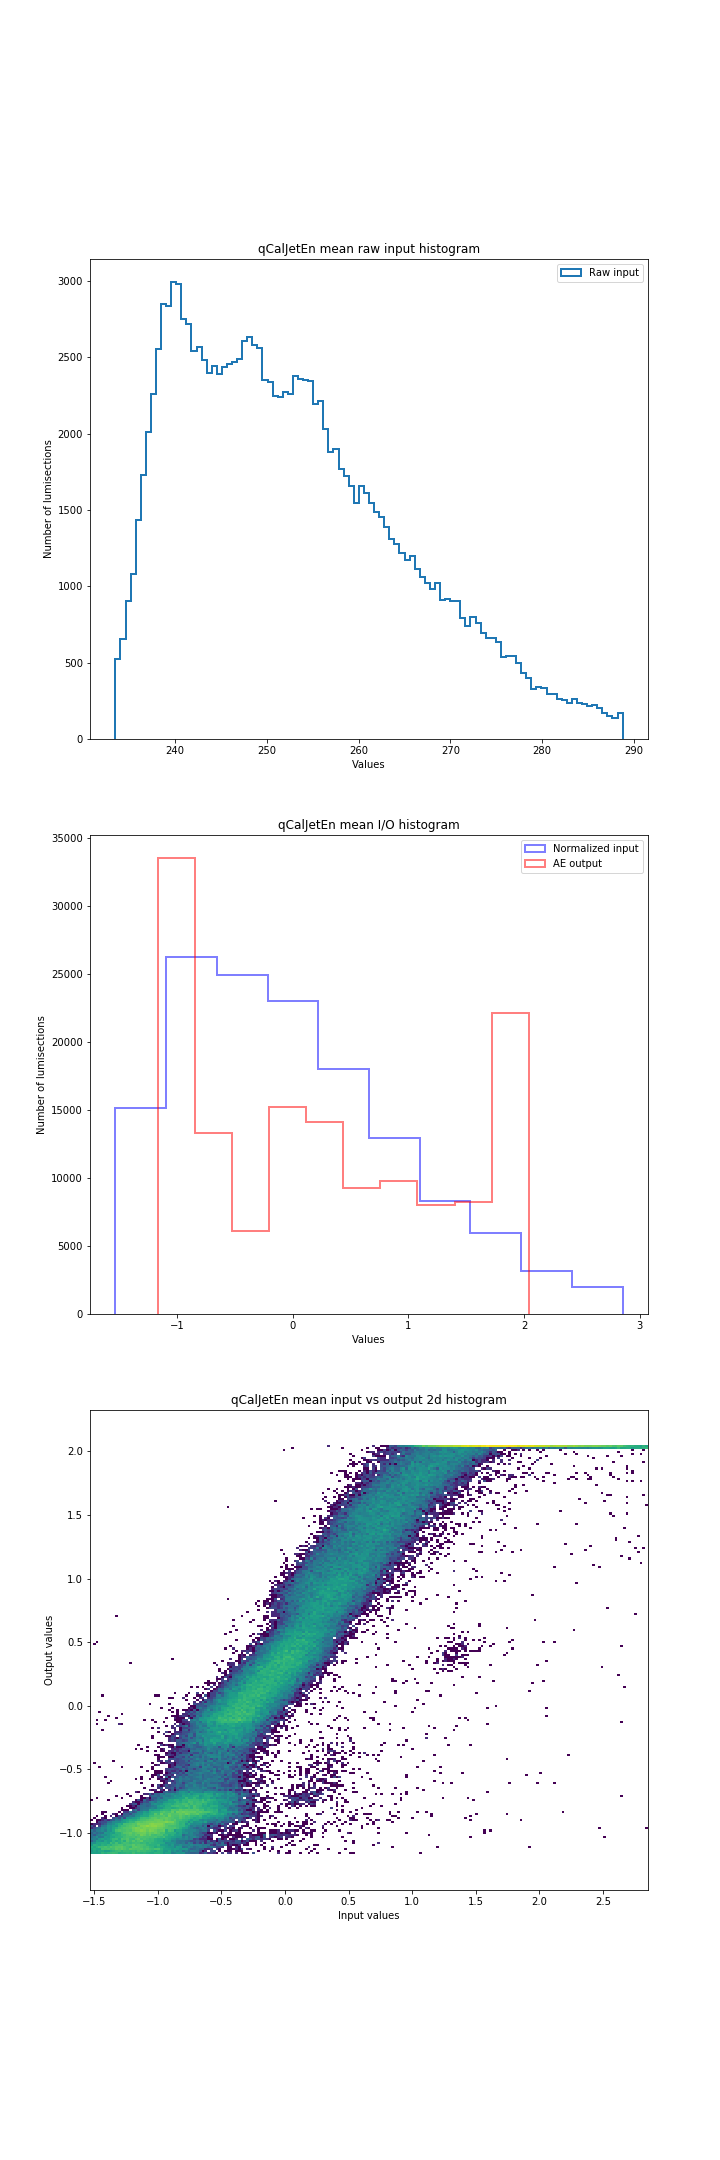 qCalJetEn mean raw input histogram
Raw input
3000
2500
2000
1500
1000
500
0
Number of lumisections
240 250 260 270 280 290
Values
qCalJetEn mean I/O histogram
Normalized input
AE output
35000
30000
25000
20000
15000
10000
5000
0
Number of lumisections
−1 0 1 2 3
Values
qCalJetEn mean input vs output 2d histogram
2.0
1.5
1.0
0.5
0.0
−0.5
−1.0
Output values
−1.5 −1.0 −0.5 0.0 0.5 1.0 1.5 2.0 2.5
Input values